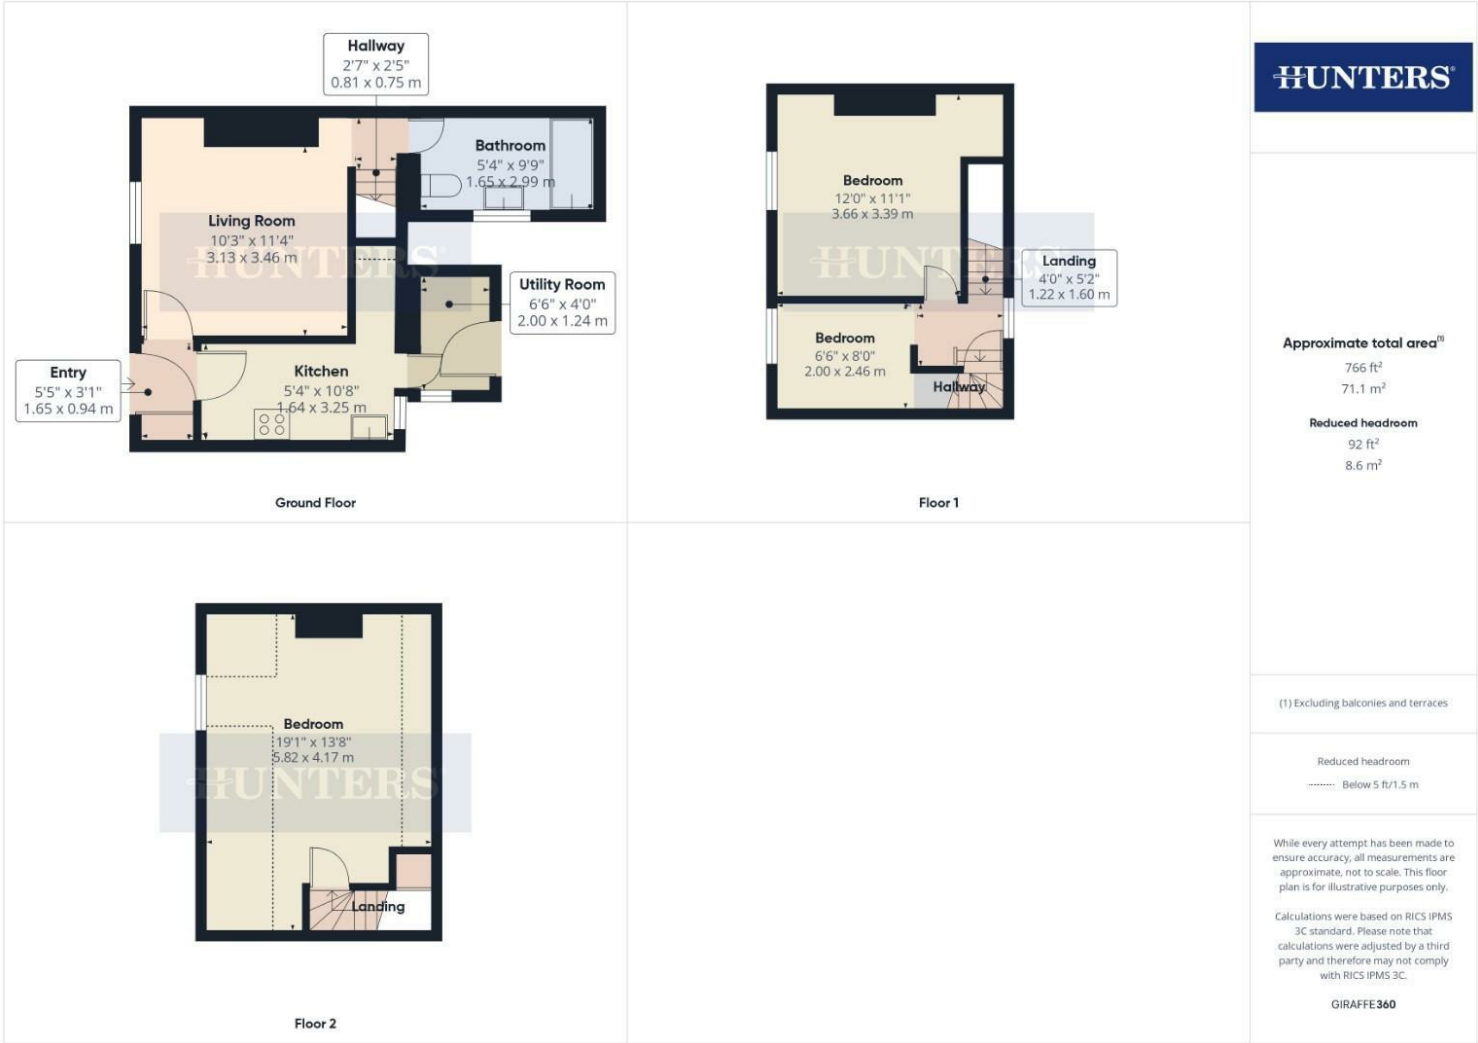 Hallway
2'7" x 2'5"
0.81 x 0.75 m
Bathroom
5'4" x 9'9"
1.65 x 2.99 m
Living Room
10'3" x 11'4"
3.13 x 3.46 m
HUNTERS
Utility Room
6'6" x 4'0"
2.00 x 1.24 m
Entry
5'5" x 3'1"
1.65 x 0.94 m
Kitchen
5'4" x 10'8"
1.64 x 3.25 m
Ground Floor
Bedroom
12'0" x 11'1"
3.66 x 3.39 m
HUNTERS
Landing
4'0" x 5'2"
1.22 x 1.60 m
Bedroom
6'6" x 8'0"
2.00 x 2.46 m
Hallway
Floor 1
Bedroom
19'1" x 13'8"
5.82 x 4.17 m
HUNTERS
Landing
Floor 2
HUNTERS®
Approximate total area(1)
766 ft²
71.1 m²
Reduced headroom
92 ft²
8.6 m²
(1) Excluding balconies and terraces
Reduced headroom
Below 5 ft/1.5 m
While every attempt has been made to
ensure accuracy, all measurements are
approximate, not to scale. This floor
plan is for illustrative purposes only.
Calculations were based on RICS IPMS
3C standard. Please note that
calculations were adjusted by a third
party and therefore may not comply
with RICS IPMS 3C.
GIRAFFE360